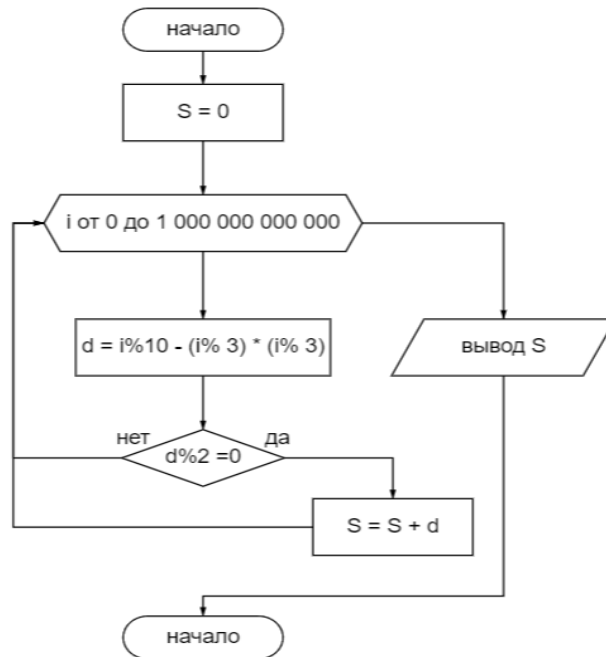 начало
S = 0
i от 0 до 1 000 000 000 000
d = i%10 - (i% 3) * (i% 3)
вывод S
нет
да
d%2 =0
S = S + d
начало